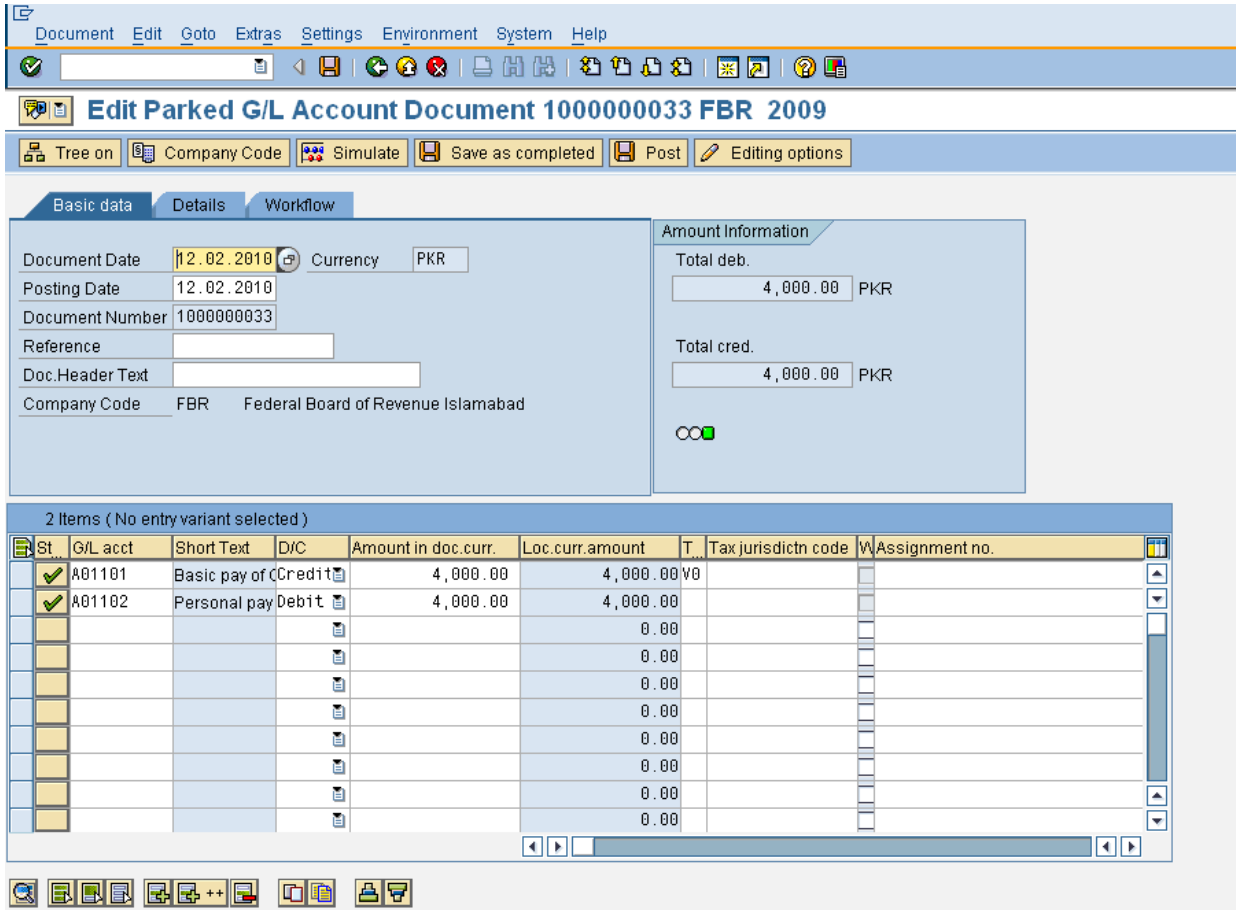 Document Edit Goto Extras Settings Environment System Help
Edit Parked G/L Account Document 1000000033 FBR 2009
Tree on Company Code Simulate Save as completed Post Editing options
Basic data Details Workflow
Amount Information
Document Date 12.02.2010 Currency PKR
Total deb.
Posting Date 12.02.2010
4,000.00 PKR
Document Number 1000000033
Reference
Total cred.
Doc.Header Text
4,000.00 PKR
Company Code FBR Federal Board of Revenue Islamabad
2 Items ( No entry variant selected )
St... G/L acct Short Text D/C Amount in doc.curr. Loc.curr.amount T... Tax jurisdictn code W Assignment no.
A01101 Basic pay of O Credit 4,000.00 4,000.00 V0
A01102 Personal pay Debit 4,000.00 4,000.00
0.00
0.00
0.00
0.00
0.00
0.00
0.00
0.00